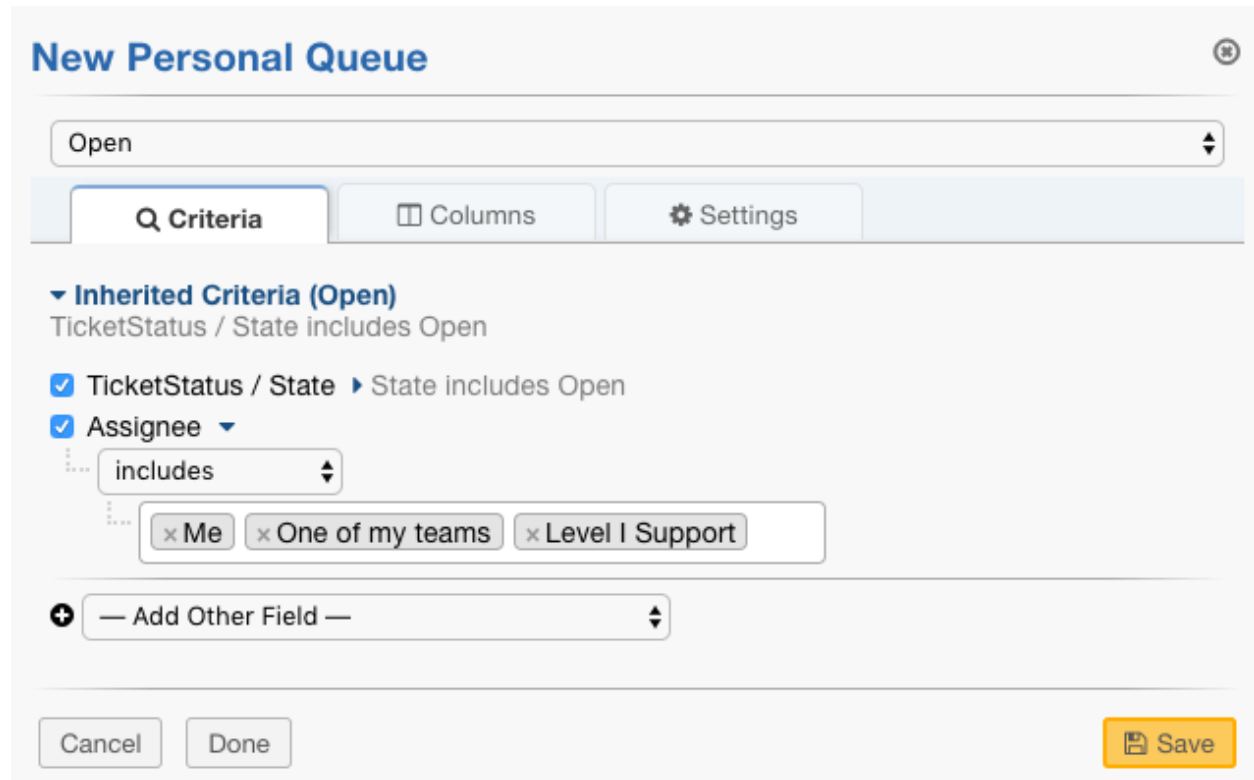 New Personal Queue
Open
Criteria
Columns
Settings
Inherited Criteria (Open)
TicketStatus / State includes Open
TicketStatus / State State includes Open
Assignee
includes
×Me ×One of my teams ×Level I Support
— Add Other Field —
Cancel Done Save